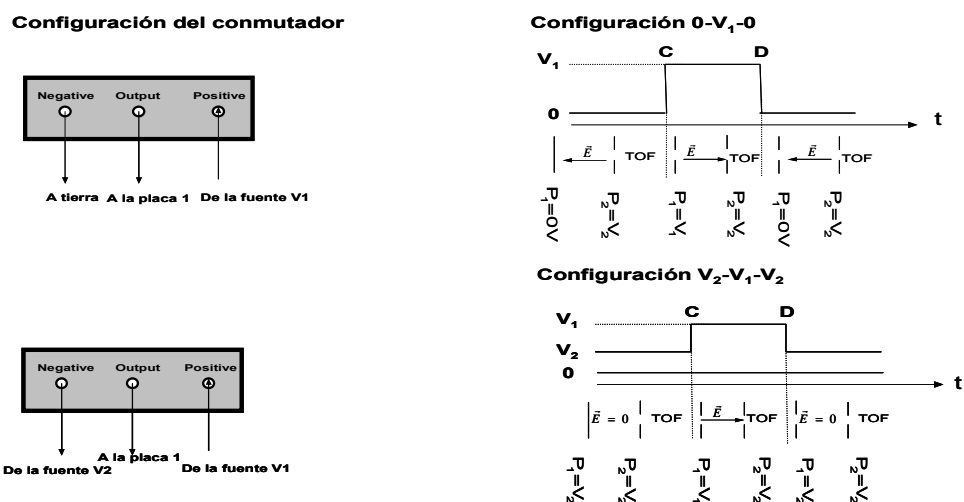 Configuración del conmutador
Negative Output Positive
A tierra A la placa 1 De la fuente V1
Configuración 0-V₁-0
C D
V₁
0
t
E⃗ TOF E⃗ TOF E⃗ TOF
P₁=0V P₂=V₂ P₁=V₁ P₂=V₂ P₁=0V P₂=V₂
Negative Output Positive
A la placa 1
De la fuente V2 De la fuente V1
Configuración V₂-V₁-V₂
C D
V₁
V₂
0
t
E⃗ = 0 TOF E⃗ TOF E⃗ = 0 TOF
P₁=V₂ P₂=V₂ P₁=V₁ P₂=V₂ P₁=V₂ P₂=V₂